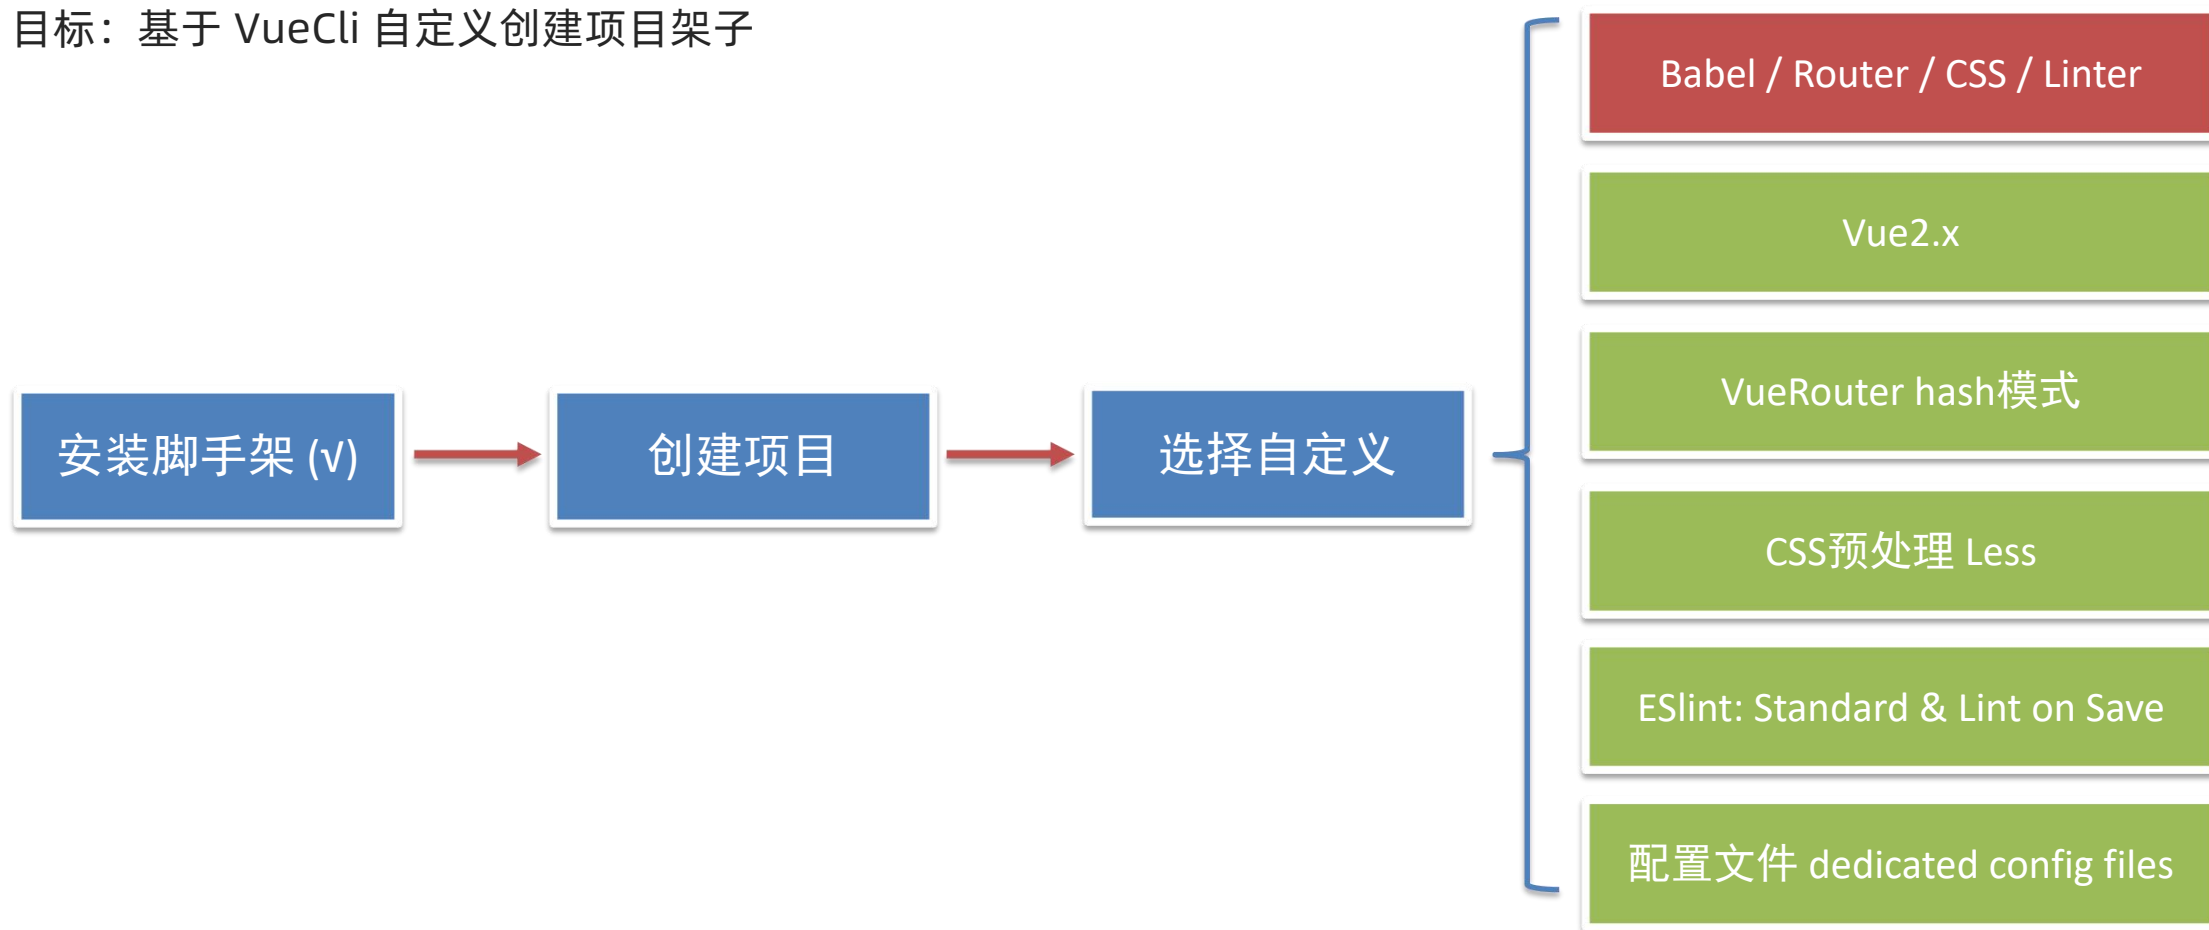 目标：基于 VueCli 自定义创建项目架子
安装脚手架 (√)
创建项目
选择自定义
Babel / Router / CSS / Linter
Vue2.x
VueRouter hash模式
CSS预处理 Less
ESlint: Standard & Lint on Save
配置文件 dedicated config files